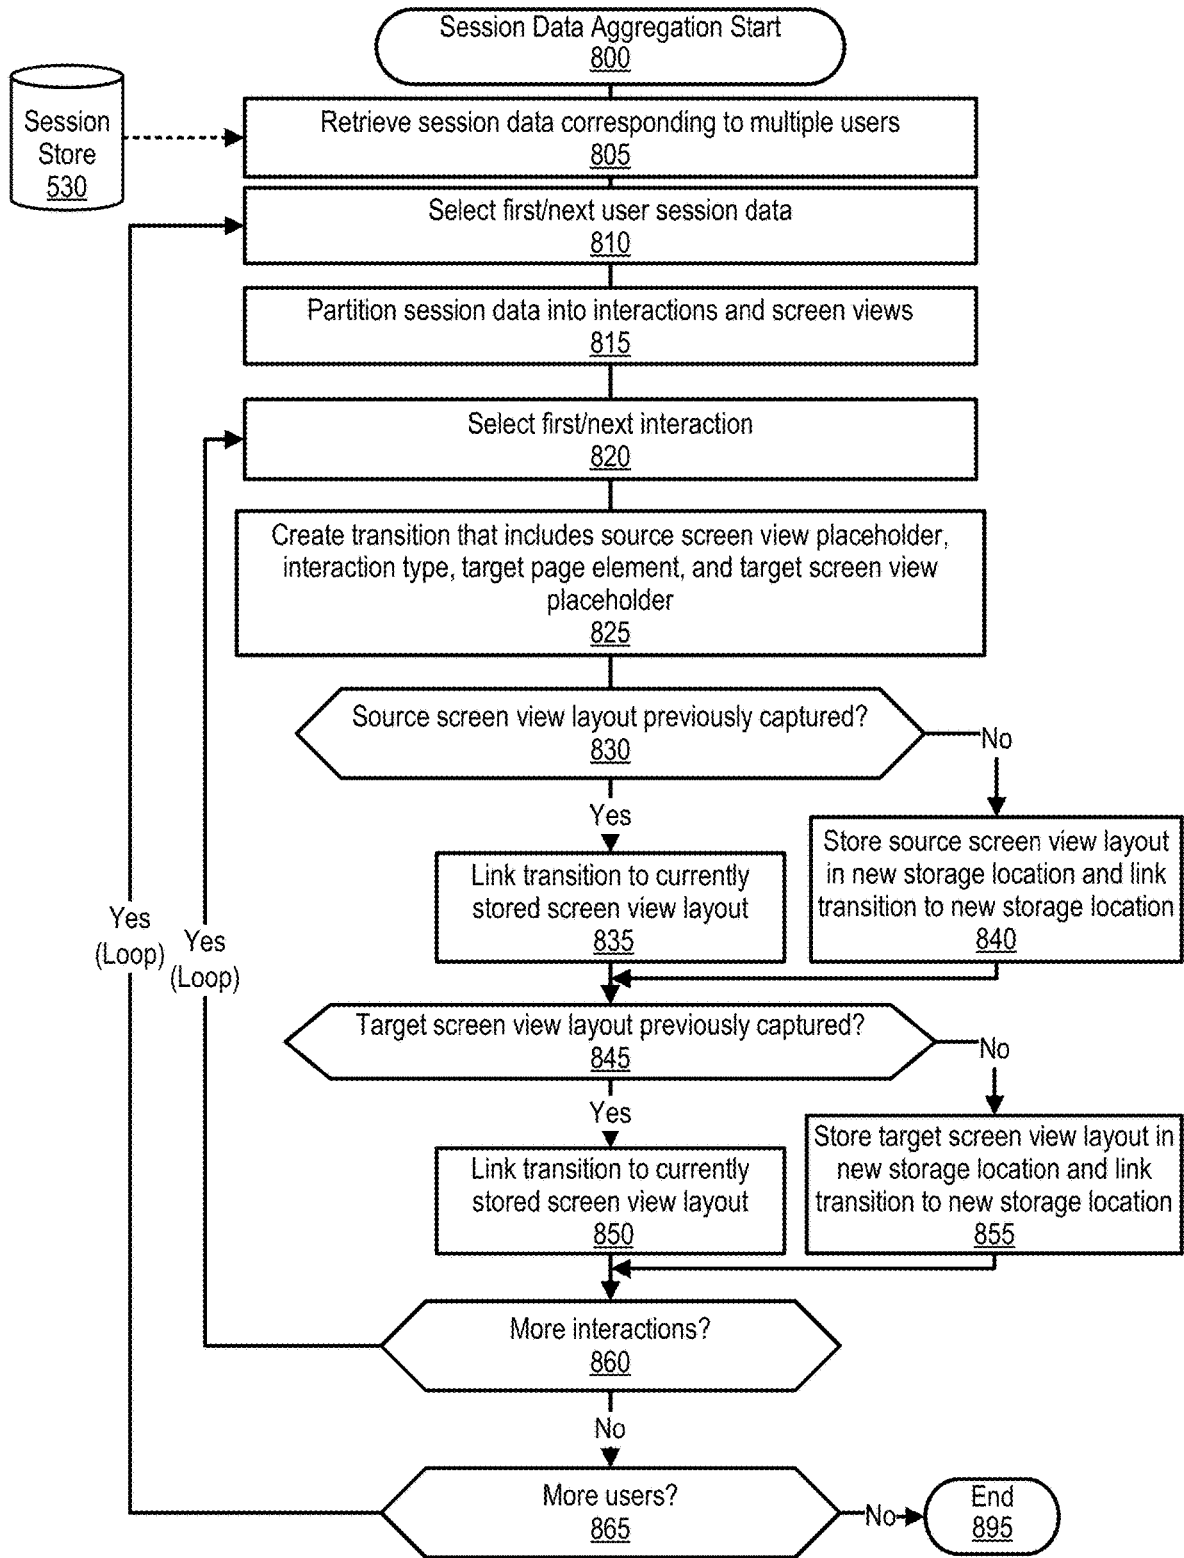 Session Data Aggregation Start
800
Session
Store
530
Retrieve session data corresponding to multiple users
805
Select first/next user session data
810
Partition session data into interactions and screen views
815
Select first/next interaction
820
Create transition that includes source screen view placeholder,
interaction type, target page element, and target screen view
placeholder
825
Source screen view layout previously captured?
830
No
Yes
Link transition to currently
stored screen view layout
835
Store source screen view layout
in new storage location and link
transition to new storage location
840
Yes
(Loop)
Yes
(Loop)
Target screen view layout previously captured?
845
No
Yes
Link transition to currently
stored screen view layout
850
Store target screen view layout in
new storage location and link
transition to new storage location
855
More interactions?
860
No
More users?
865
No
End
895